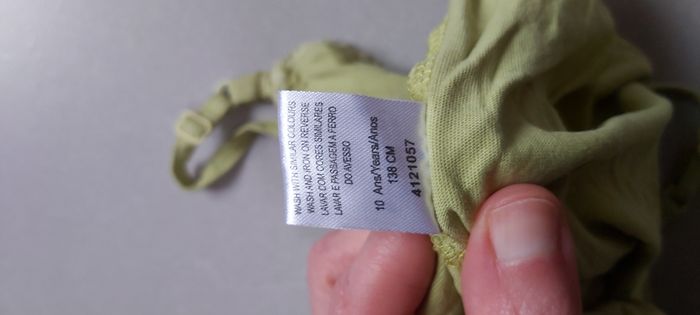 WASH WITH SIMILAR COLOURS
WASH AND IRON ON REVERSE
LAVAR COM CORES SIMILARES
LAVAR E PASSAGEM A FERRO
DO AVESSO
10 Ans/Years/Anos
138 CM
4121057